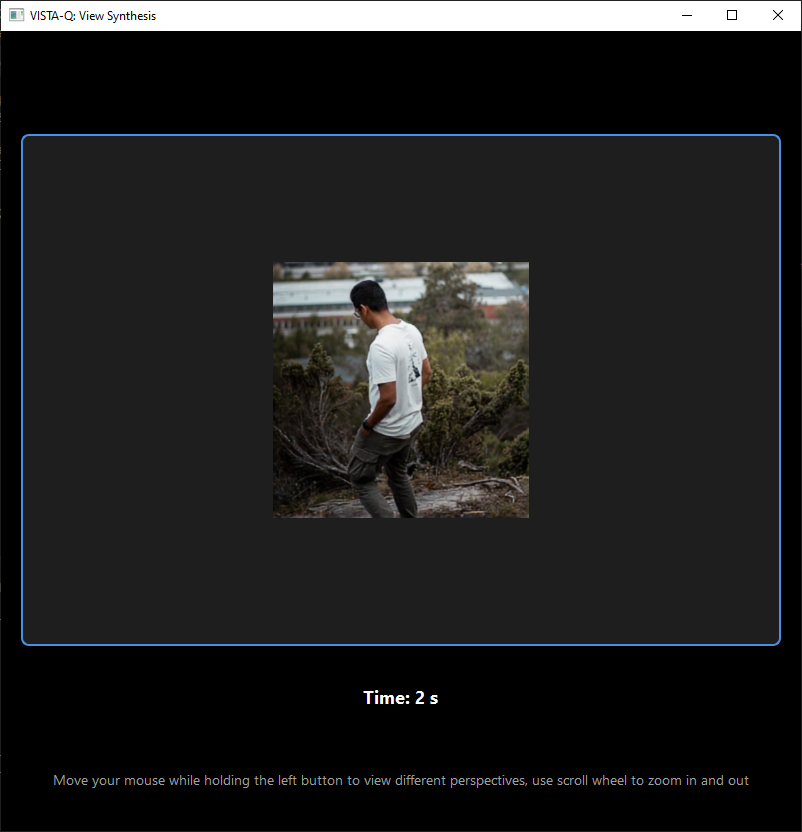 VISTA-Q: View Synthesis
Time: 2 s
Move your mouse while holding the left button to view different perspectives, use scroll wheel to zoom in and out